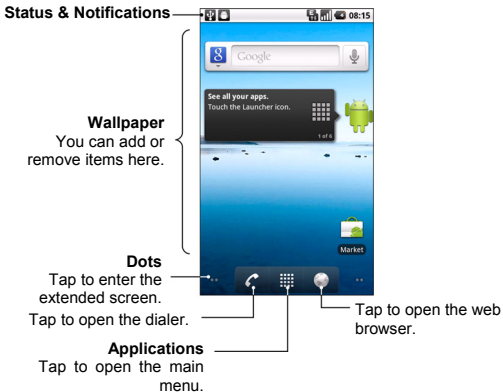 Status & Notifications
08:15
Google
See all your apps.
Touch the Launcher icon.
1 of 6
Wallpaper
You can add or
remove items here.
Market
Dots
Tap to enter the
extended screen.
Tap to open the dialer.
Tap to open the web
browser.
Applications
Tap to open the main
menu.